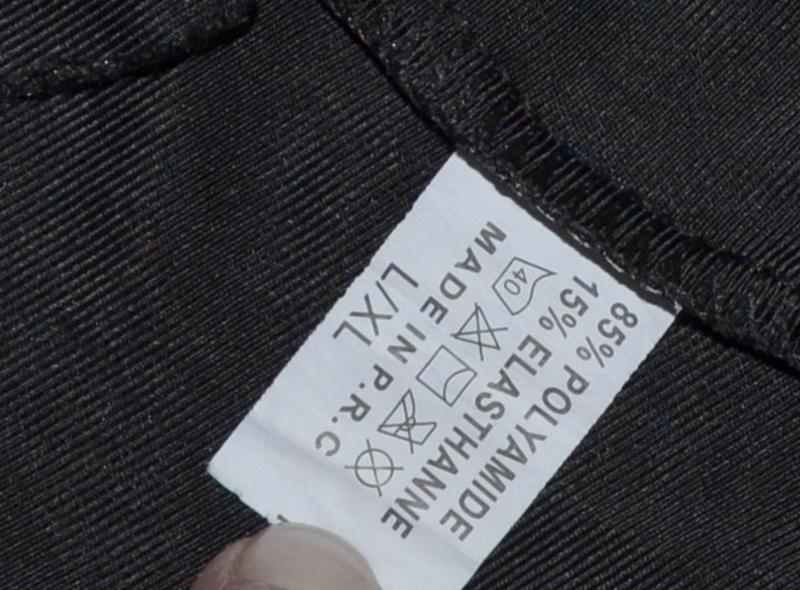 85% POLYAMIDE
15% ELASTHANNE
40
MADE IN P.R.C
L/XL